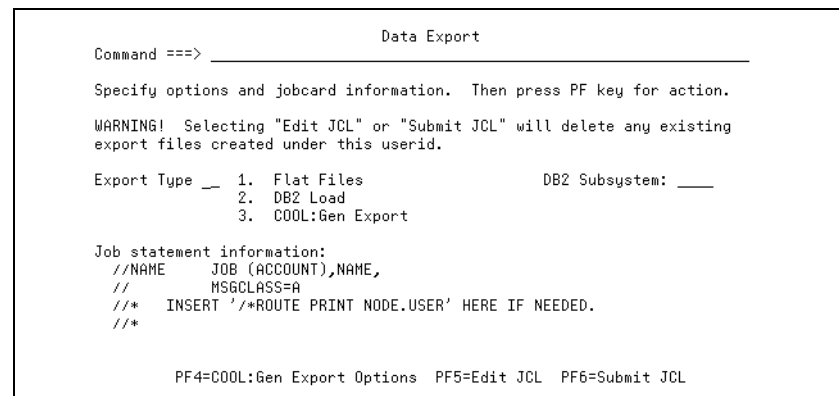 Data Export
Command ===> ____________________________________________________
Specify options and jobcard information. Then press PF key for action.
WARNING! Selecting "Edit JCL" or "Submit JCL" will delete any existing
export files created under this userid.
Export Type __ 1. Flat Files DB2 Subsystem: ____
2. DB2 Load
3. COOL:Gen Export
Job statement information:
//NAME JOB (ACCOUNT),NAME,
// MSGCLASS=A
//* INSERT '/*ROUTE PRINT NODE.USER' HERE IF NEEDED.
//*
PF4=COOL:Gen Export Options PF5=Edit JCL PF6=Submit JCL